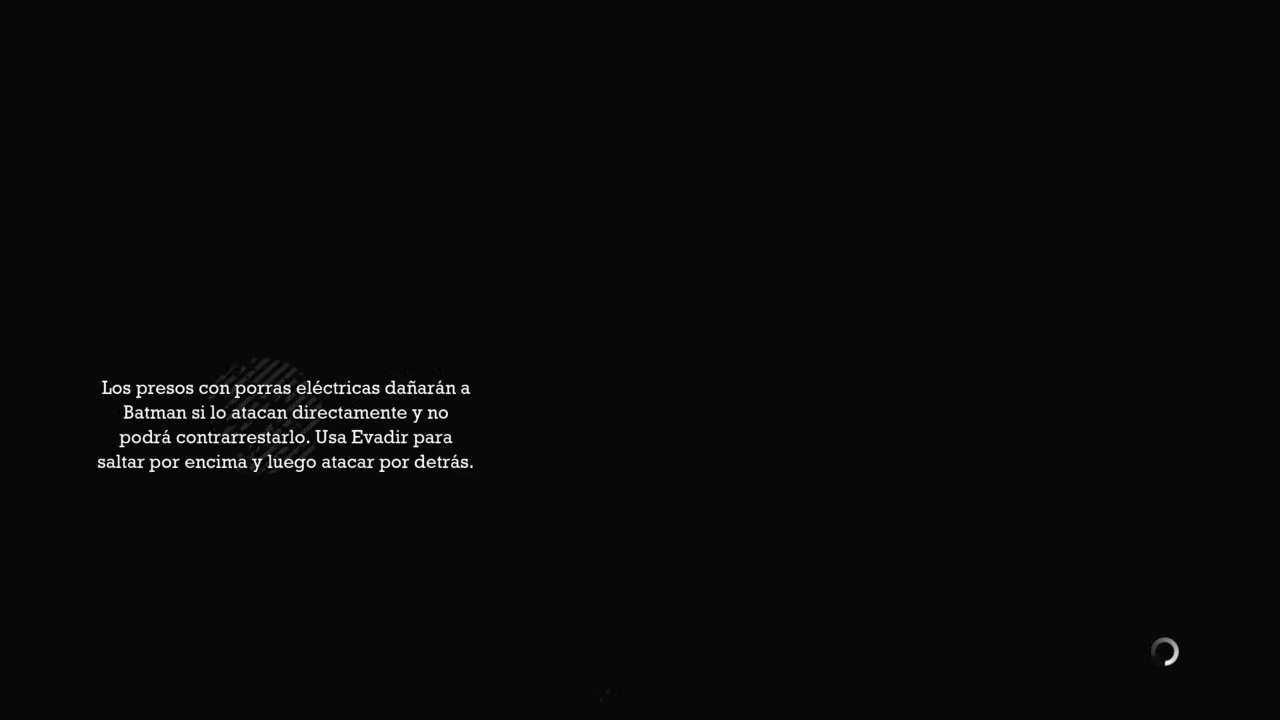 Los presos con porras eléctricas dañarán a
Batman si lo atacan directamente y no
podrá contrarrestarlo. Usa Evadir para
saltar por encima y luego atacar por detrás.